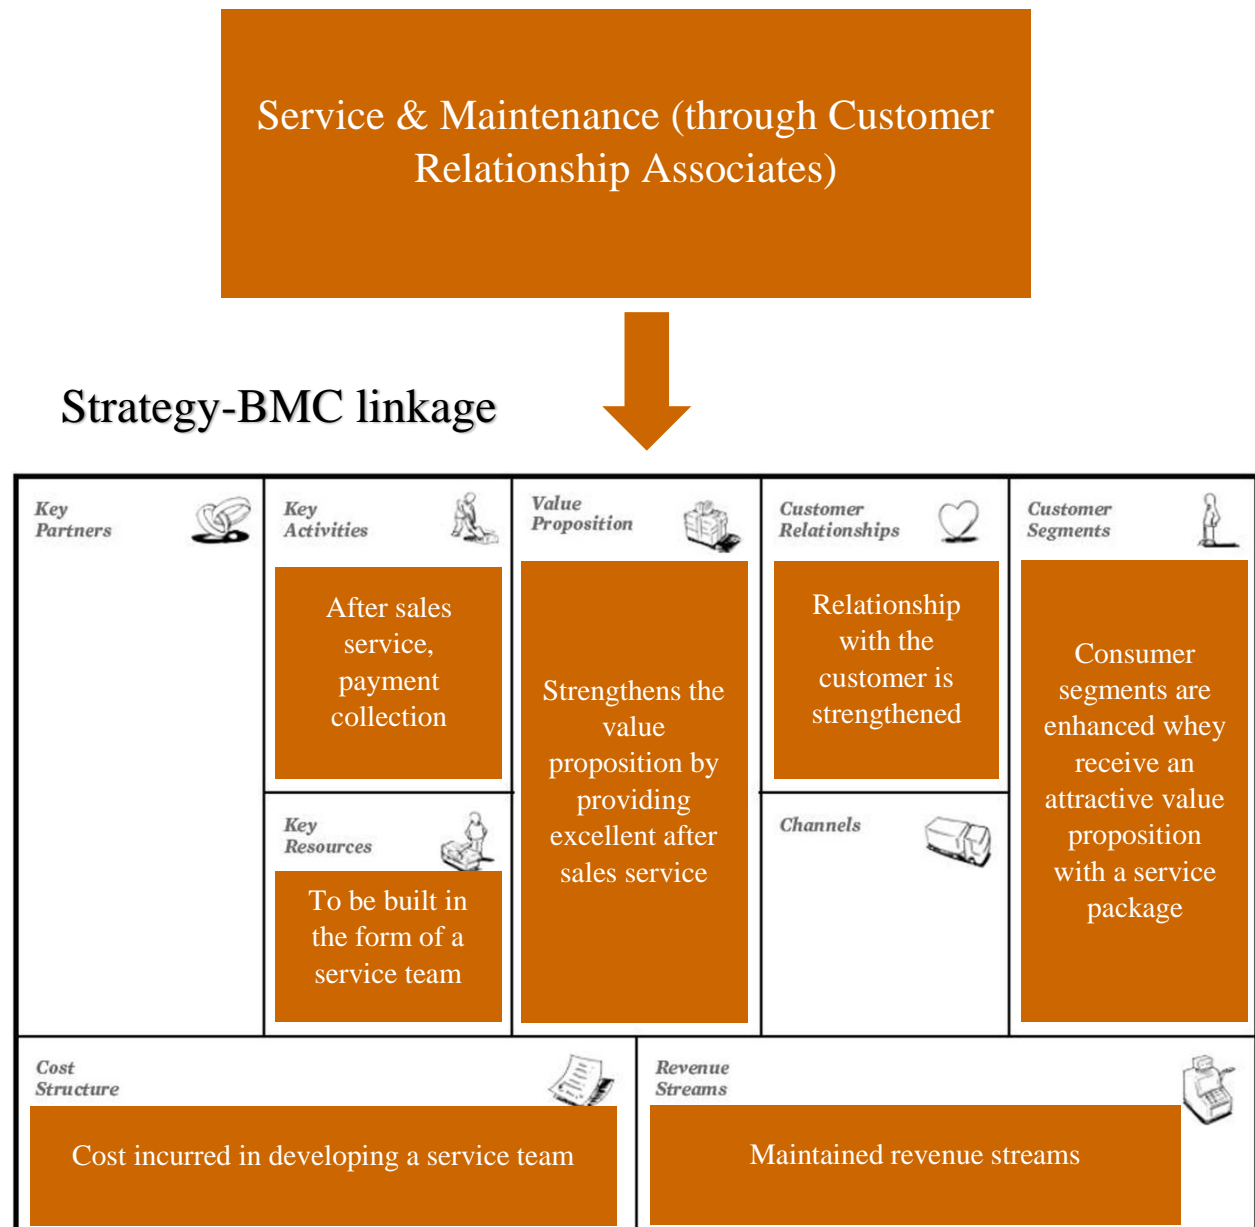 Service & Maintenance (through Customer
Relationship Associates)
Strategy-BMC linkage
Key
Partners
Key
Activities
After sales
service,
payment
collection
Key
Resources
To be built in
the form of a
service team
Value
Proposition
Strengthens the
value
proposition by
providing
excellent after
sales service
Customer
Relationships
Relationship
with the
customer is
strengthened
Channels
Customer
Segments
Consumer
segments are
enhanced whey
receive an
attractive value
proposition
with a service
package
Cost
Structure
Cost incurred in developing a service team
Revenue
Streams
Maintained revenue streams